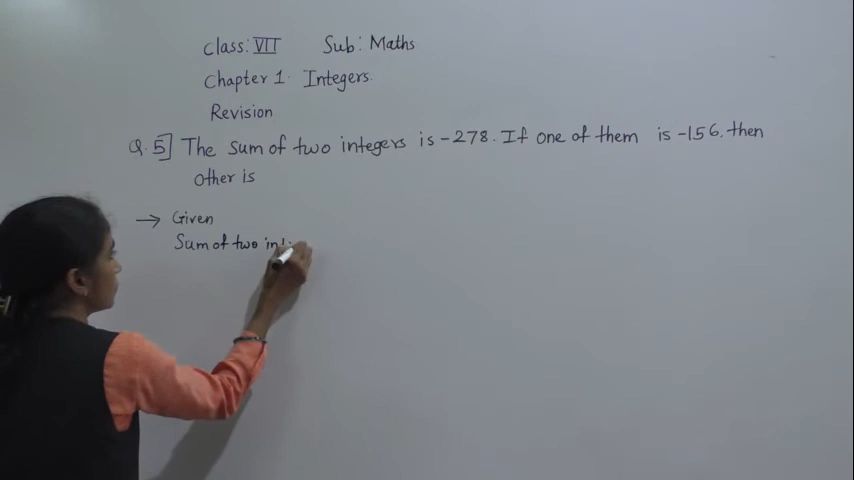 Class: VII Sub: Maths
Chapter 1. Integers.
Revision
Q. 5] The sum of two integers is -278. If one of them is -156. then
other is
→ Given
Sum of two